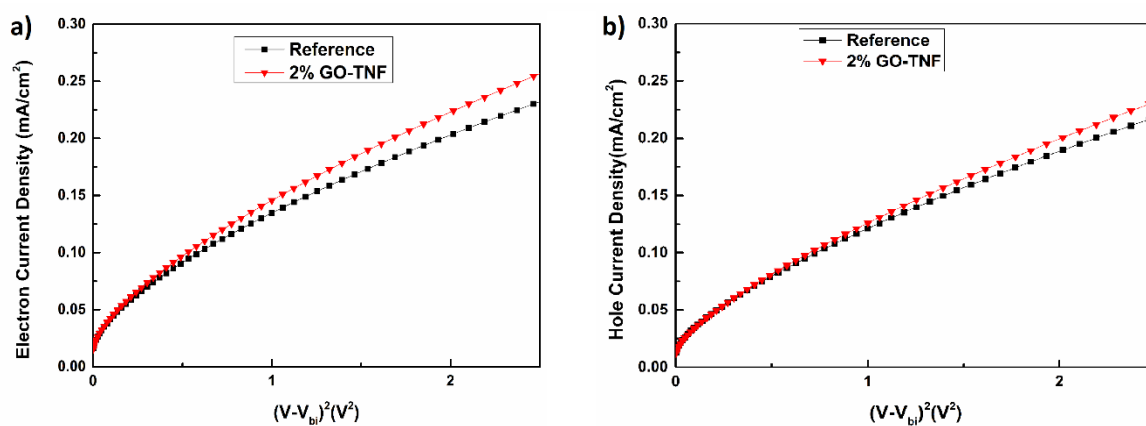 a)
Electron Current Density (mA/cm²)
0.30
0.25
0.20
0.15
0.10
0.05
0.00
Reference
2% GO-TNF
0 1 2
(V-Vbi)²(V²)
b)
Hole Current Density(mA/cm²)
0.30
0.25
0.20
0.15
0.10
0.05
0.00
Reference
2% GO-TNF
0 1 2
(V-Vbi)²(V²)